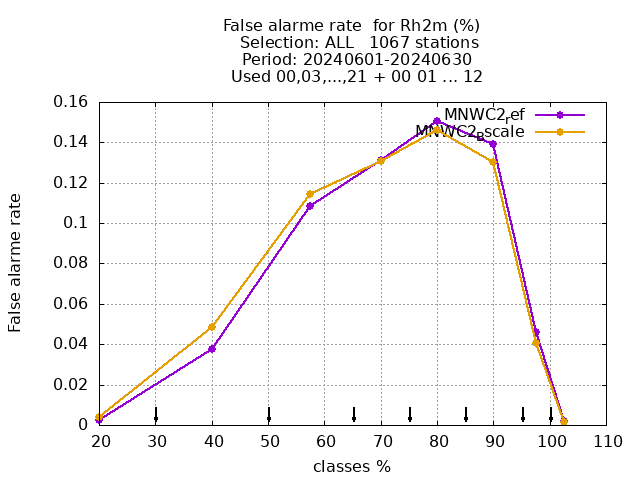 False alarme rate  for Rh2m (%)
Selection: ALL   1067 stations
Period: 20240601-20240630
Used 00,03,...,21 + 00 01 ... 12
MNWC2_ref
MNWC2_Bscale
0.16
0.14
0.12
0.1
0.08
0.06
0.04
0.02
0
False alarme rate
20 30 40 50 60 70 80 90 100 110
classes %